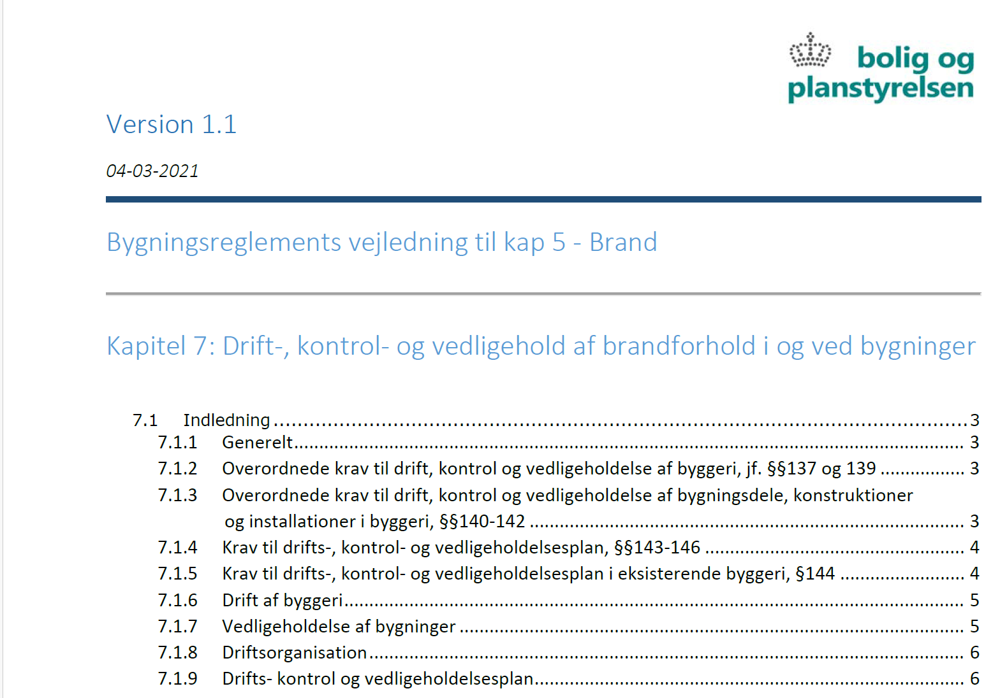 bolig og
planstyrelsen
Version 1.1
04-03-2021
Bygningsreglements vejledning til kap 5 - Brand
Kapitel 7: Drift-, kontrol- og vedligehold af brandforhold i og ved bygninger
7.1 Indledning 3
7.1.1 Generelt 3
7.1.2 Overordnede krav til drift, kontrol og vedligeholdelse af byggeri, jf. §§137 og 139 3
7.1.3 Overordnede krav til drift, kontrol og vedligeholdelse af bygningsdele, konstruktioner
og installationer i byggeri, §§140-142 3
7.1.4 Krav til drifts-, kontrol- og vedligeholdelsesplan, §§143-146 4
7.1.5 Krav til drifts-, kontrol- og vedligeholdelsesplan i eksisterende byggeri, §144 4
7.1.6 Drift af byggeri 5
7.1.7 Vedligeholdelse af bygninger 5
7.1.8 Driftsorganisation 6
7.1.9 Drifts- kontrol og vedligeholdelsesplan 6